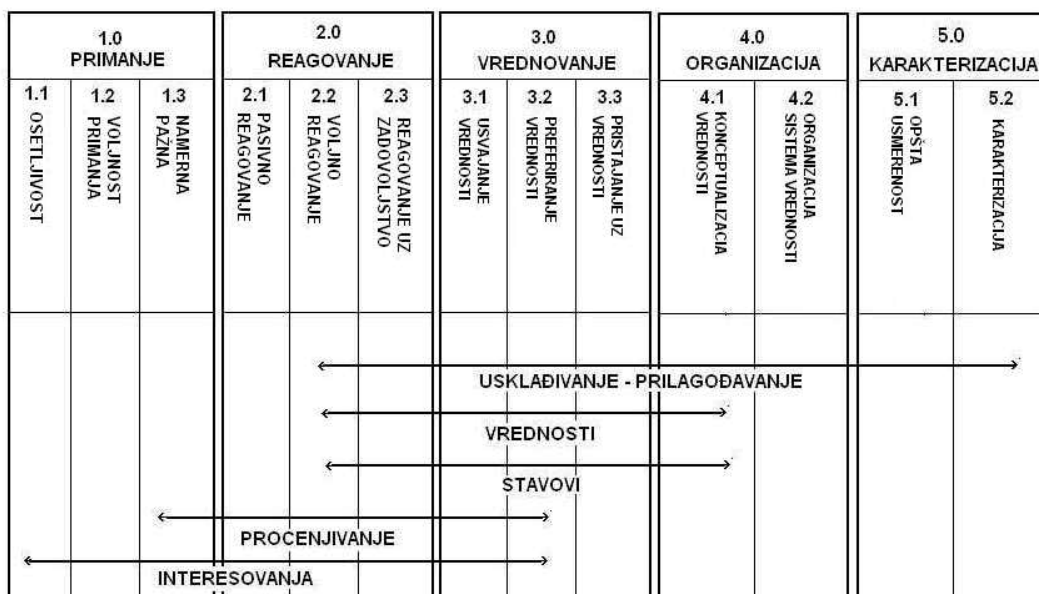 1.0
PRIMANJE
2.0
REAGOVANJE
3.0
VREDNOVANJE
4.0
ORGANIZACIJA
5.0
KARAKTERIZACIJA
1.1
OSETLJIVOST
1.2
VOLJNOST
PRIMANJA
1.3
NAMERNA
PAŽNA
2.1
PASIVNO
REAGOVANJE
2.2
VOLJNO
REAGOVANJE
2.3
REAGOVANJE UZ
ZADOVOLJSTVO
3.1
USVAJANJE
VREDNOSTI
3.2
PREFERIRANJE
VREDNOSTI
3.3
PRISTAJANJE UZ
VREDNOSTI
4.1
KONCEPTUALIZACIA
VREDNOSTI
4.2
ORGANIZACIJA
SISTEMA VREDNOSTI
5.1
OPŠTA
USMERENOST
5.2
KARAKTERIZACIJA
USKLAĐIVANJE - PRILAGOĐAVANJE
VREDNOSTI
STAVOVI
PROCENJIVANJE
INTERESOVANJA